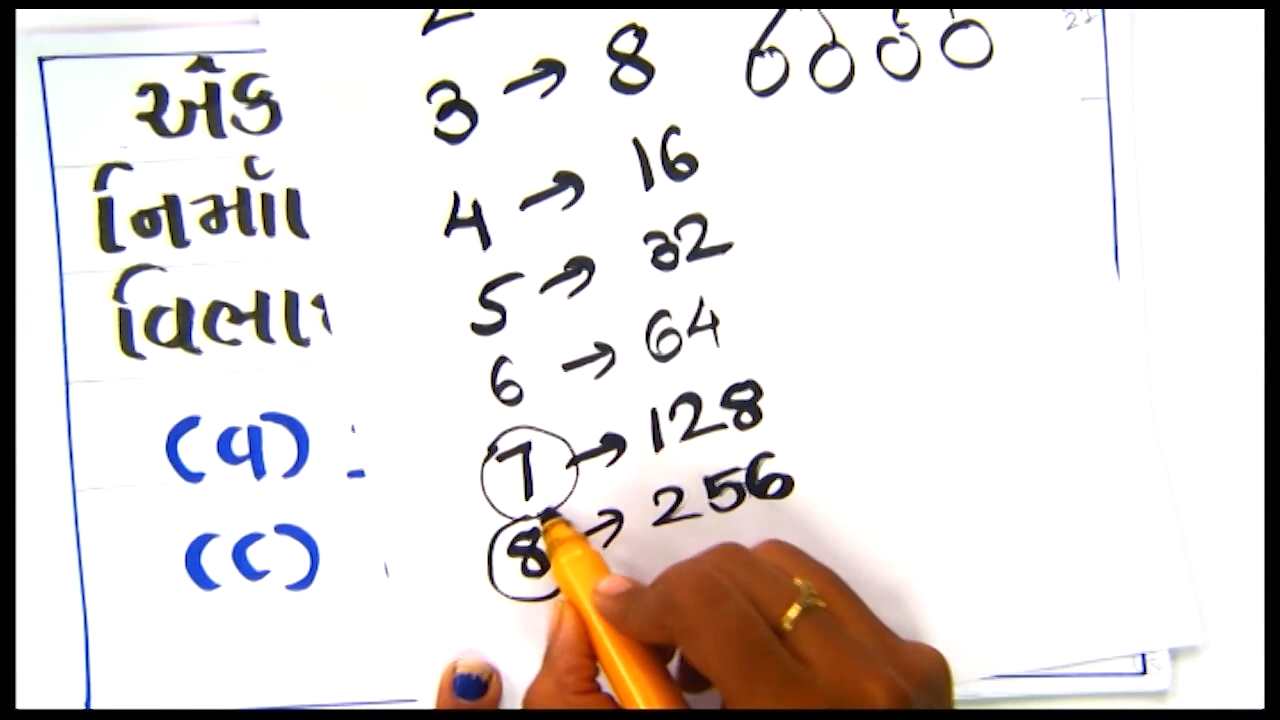 એક
(a)
(c)
3 → 8
4 → 16
5 → 32
6 → 64
7 → 128
8 → 256